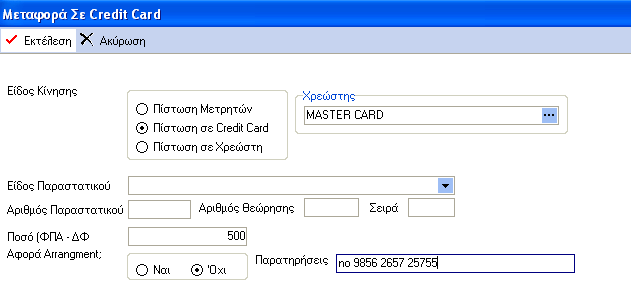 Μεταφορά Σε Credit Card
Εκτέλεση Ακύρωση
Είδος Κίνησης
Πίστωση Μετρητών
Πίστωση σε Credit Card
Πίστωση σε Χρεώστη
Χρεώστης
MASTER CARD
Είδος Παραστατικού
Αριθμός Παραστατικού Αριθμός Θεώρησης Σειρά
Ποσό (ΦΠΑ - ΔΦ 500
Αφορά Arrangment;
Ναι Όχι Παρατηρήσεις no 9856 2657 25755